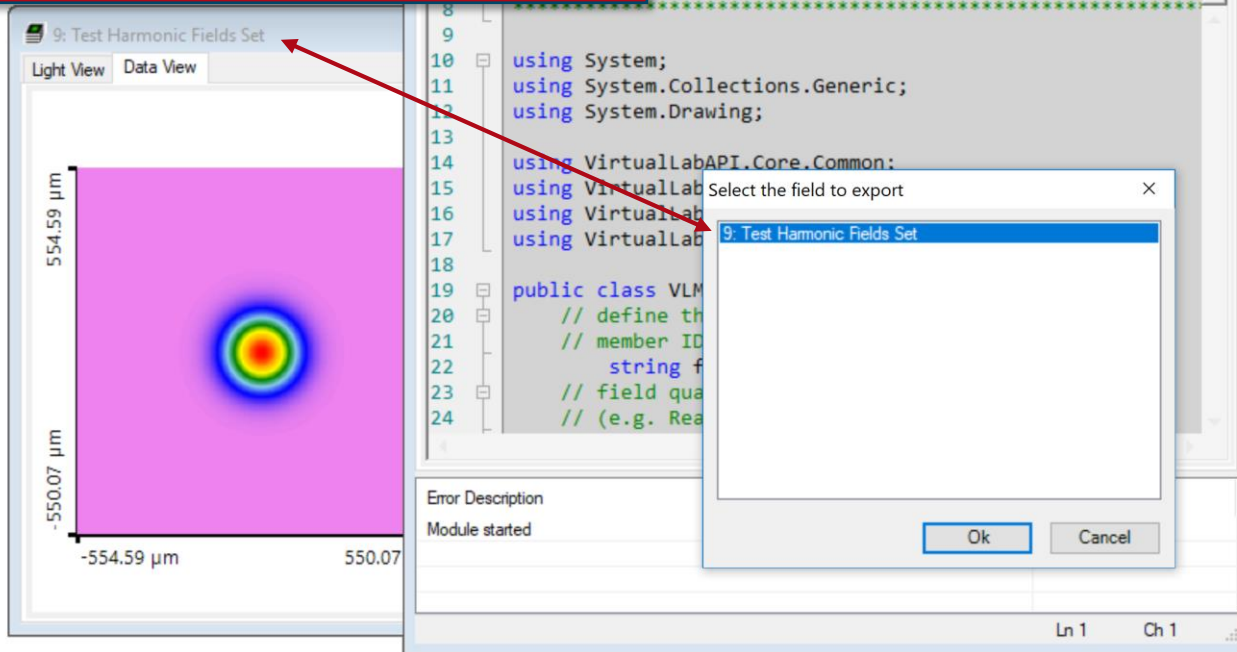 9: Test Harmonic Fields Set
Light View Data View
554.59 µm
-550.07 µm
-554.59 µm 550.07
8 ********************************************************
9
10 using System;
11 using System.Collections.Generic;
12 using System.Drawing;
13
14 using VirtualLabAPI.Core.Common;
15 using VirtualLab
16 using VirtualLab
17 using VirtualLab
18
19 public class VLM
20 // define th
21 // member ID
22 string f
23 // field qua
24 // (e.g. Rea
Select the field to export
9: Test Harmonic Fields Set
Ok Cancel
Error Description
Module started
Ln 1 Ch 1